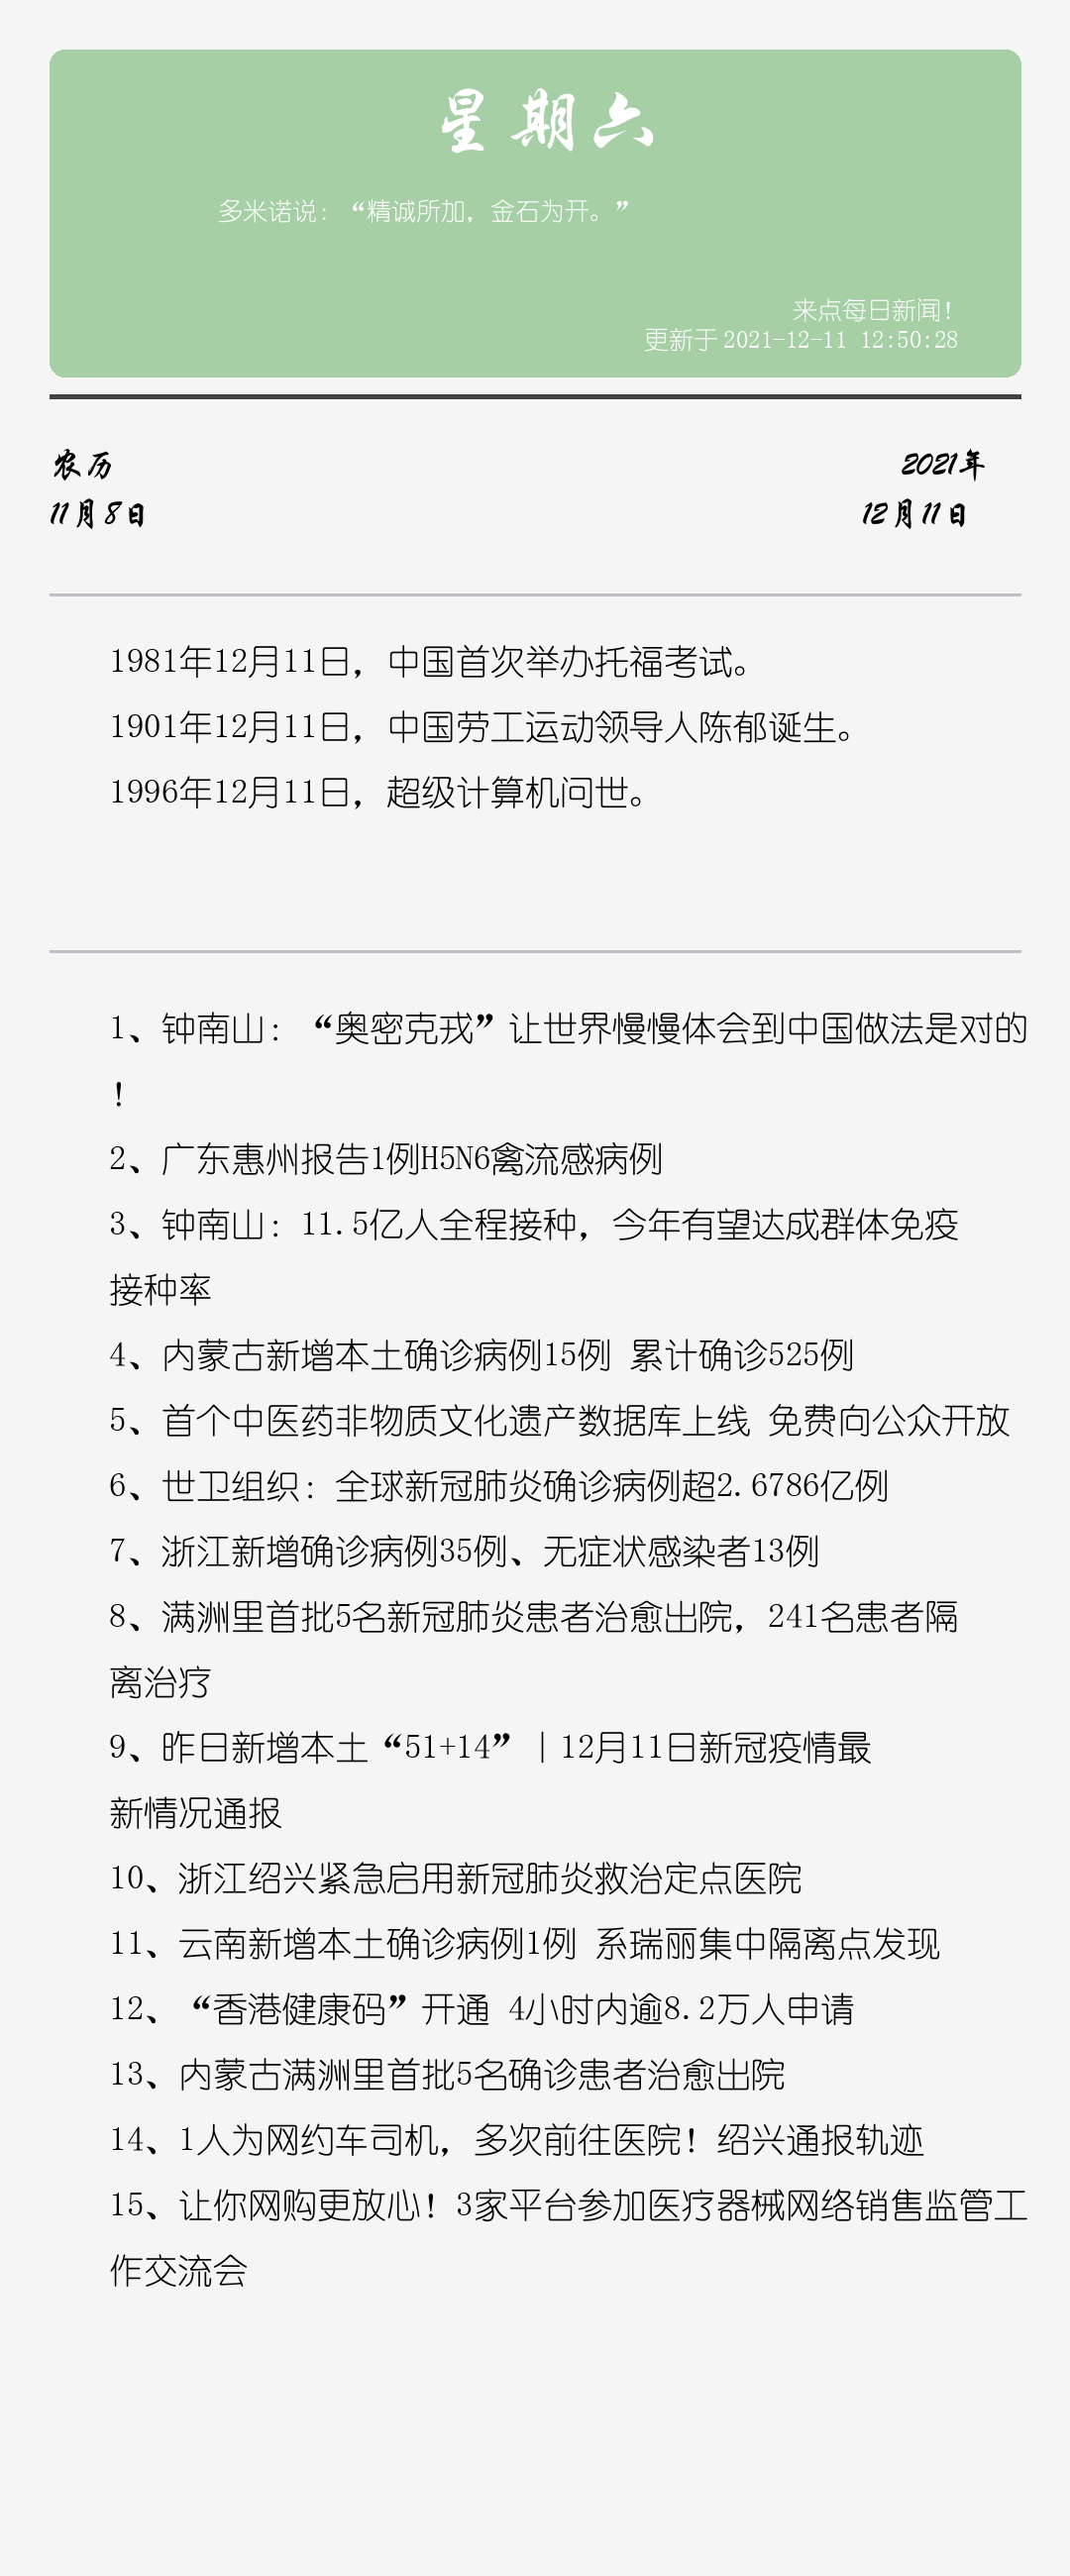 星期六
多米诺说：“精诚所加，金石为开。”
来点每日新闻！
更新于 2021-12-11 12:50:28
农历
2021年
11月8日
12月11日
1981年12月11日，中国首次举办托福考试。
1901年12月11日，中国劳工运动领导人陈郁诞生。
1996年12月11日，超级计算机问世。
1、钟南山：“奥密克戎”让世界慢慢体会到中国做法是对的
！
2、广东惠州报告1例H5N6禽流感病例
3、钟南山：11.5亿人全程接种，今年有望达成群体免疫
接种率
4、内蒙古新增本土确诊病例15例 累计确诊525例
5、首个中医药非物质文化遗产数据库上线 免费向公众开放
6、世卫组织：全球新冠肺炎确诊病例超2.6786亿例
7、浙江新增确诊病例35例、无症状感染者13例
8、满洲里首批5名新冠肺炎患者治愈出院，241名患者隔
离治疗
9、昨日新增本土“51+14”｜12月11日新冠疫情最
新情况通报
10、浙江绍兴紧急启用新冠肺炎救治定点医院
11、云南新增本土确诊病例1例 系瑞丽集中隔离点发现
12、“香港健康码”开通 4小时内逾8.2万人申请
13、内蒙古满洲里首批5名确诊患者治愈出院
14、1人为网约车司机，多次前往医院！绍兴通报轨迹
15、让你网购更放心！3家平台参加医疗器械网络销售监管工
作交流会